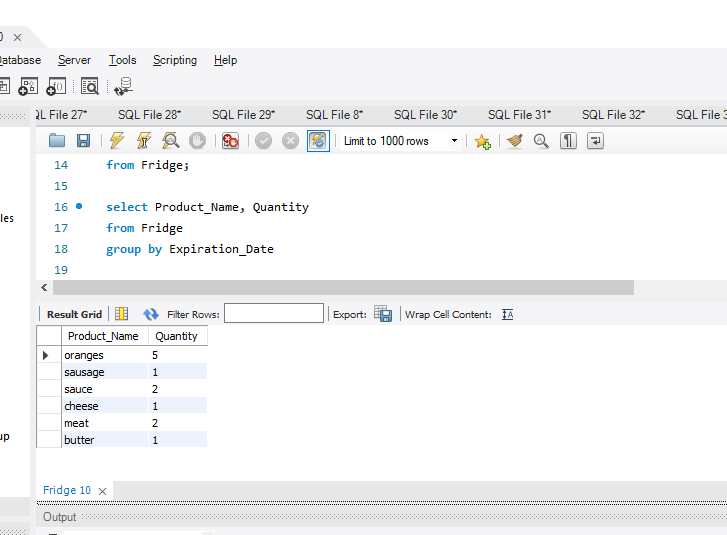 Database Server Tools Scripting Help
SQL File 27* SQL File 28* SQL File 29* SQL File 8* SQL File 30* SQL File 31* SQL File 32* SQL File 3
Limit to 1000 rows
14 from Fridge;
15
16 select Product_Name, Quantity
17 from Fridge
18 group by Expiration_Date
19
Result Grid Filter Rows: Export: Wrap Cell Content:
Product_Name Quantity
oranges 5
sausage 1
sauce 2
cheese 1
meat 2
butter 1
Fridge 10
Output